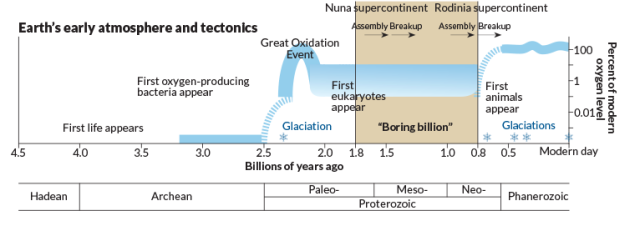 Nuna supercontinent Rodinia supercontinent
Earth's early atmosphere and tectonics
Assembly Breakup Assembly Breakup
Great Oxidation
Event
100
First oxygen-producing
bacteria appear
First
eukaryotes
appear
First
animals
appear
1
0.01
Percent of modern
oxygen level
First life appears
Glaciation
"Boring billion"
Glaciations
4.5 4.0 3.5 3.0 2.5 2.0 1.8 1.5 1.0 0.8 0.5 Modern day
Billions of years ago
Hadean
Archean
Paleo- Meso- Neo-
Proterozoic
Phanerozoic